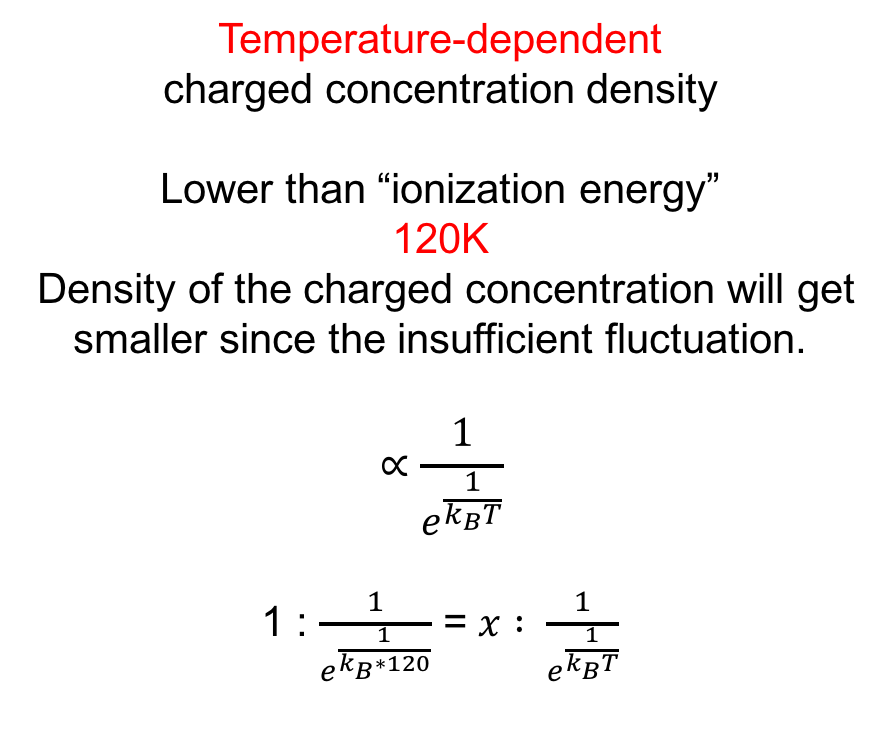 Temperature-dependent
charged concentration density
Lower than “ionization energy”
120K
Density of the charged concentration will get
smaller since the insufficient fluctuation.
∝ \frac{1}{e^{\frac{1}{k_B T}}}
1 : \frac{1}{e^{\frac{1}{k_B * 120}}} = x : \frac{1}{e^{\frac{1}{k_B T}}}